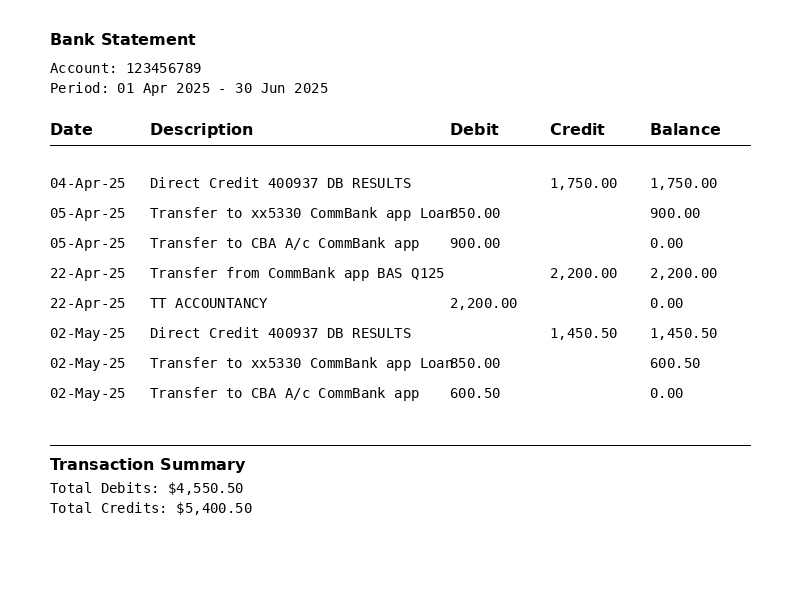 Bank Statement
Account: 123456789
Period: 01 Apr 2025 - 30 Jun 2025
Date Description Debit Credit Balance
04-Apr-25 Direct Credit 400937 DB RESULTS 1,750.00 1,750.00
05-Apr-25 Transfer to xx5330 CommBank app Loan 850.00 900.00
05-Apr-25 Transfer to CBA A/c CommBank app 900.00 0.00
22-Apr-25 Transfer from CommBank app BAS Q125 2,200.00 2,200.00
22-Apr-25 TT ACCOUNTANCY 2,200.00 0.00
02-May-25 Direct Credit 400937 DB RESULTS 1,450.50 1,450.50
02-May-25 Transfer to xx5330 CommBank app Loan 850.00 600.50
02-May-25 Transfer to CBA A/c CommBank app 600.50 0.00
Transaction Summary
Total Debits: $4,550.50
Total Credits: $5,400.50